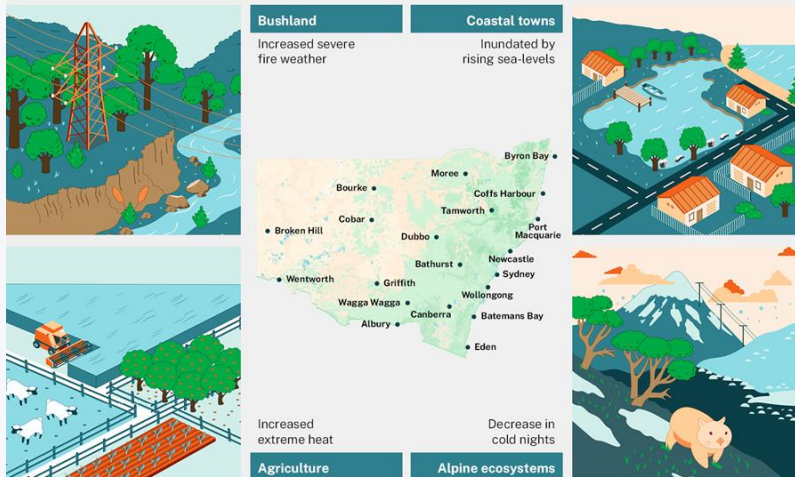 Bushland
Coastal towns
Increased severe
fire weather
Inundated by
rising sea-levels
Byron Bay
Moree
Bourke
Coffs Harbour
Tamworth
Cobar
Port
Macquarie
Broken Hill
Dubbo
Newcastle
Bathurst
Sydney
Wentworth
Griffith
Wollongong
Wagga Wagga
Canberra
Batemans Bay
Albury
Eden
Increased
extreme heat
Decrease in
cold nights
Agriculture
Alpine ecosystems